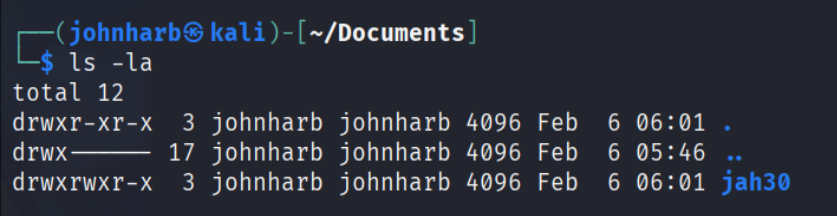 ┌──(johnharb㉿kali)-[~/Documents]
└─$ ls -la
total 12
drwxr-xr-x  3 johnharb johnharb 4096 Feb  6 06:01 .
drwx------ 17 johnharb johnharb 4096 Feb  6 05:46 ..
drwxrwxr-x  3 johnharb johnharb 4096 Feb  6 06:01 jah30